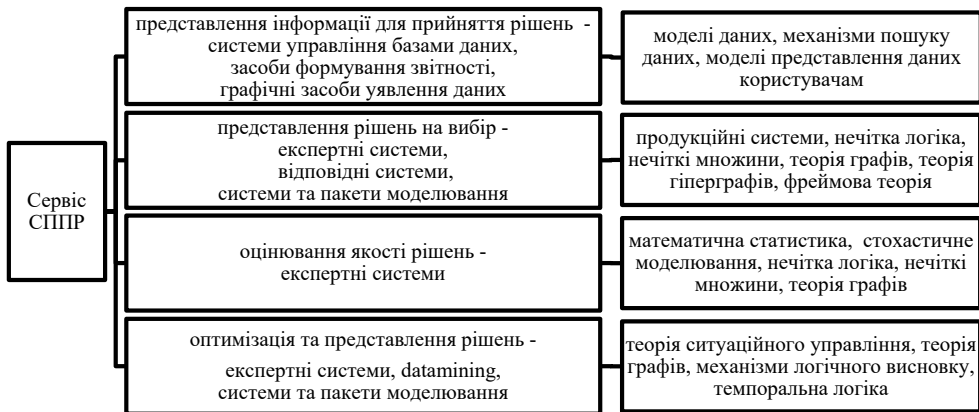 Сервіс
СППР
представлення інформації для прийняття рішень -
системи управління базами даних,
засоби формування звітності,
графічні засоби уявлення даних
моделі даних, механізми пошуку
даних, моделі представлення даних
користувачам
представлення рішень на вибір -
експертні системи,
відповідні системи,
системи та пакети моделювання
продукційні системи, нечітка логіка,
нечіткі множини, теорія графів, теорія
гіперграфів, фреймова теорія
оцінювання якості рішень -
експертні системи
математична статистика, стохастичне
моделювання, нечітка логіка, нечіткі
множини, теорія графів
оптимізація та представлення рішень -
експертні системи, datamining,
системи та пакети моделювання
теорія ситуаційного управління, теорія
графів, механізми логічного висновку,
темпоральна логіка